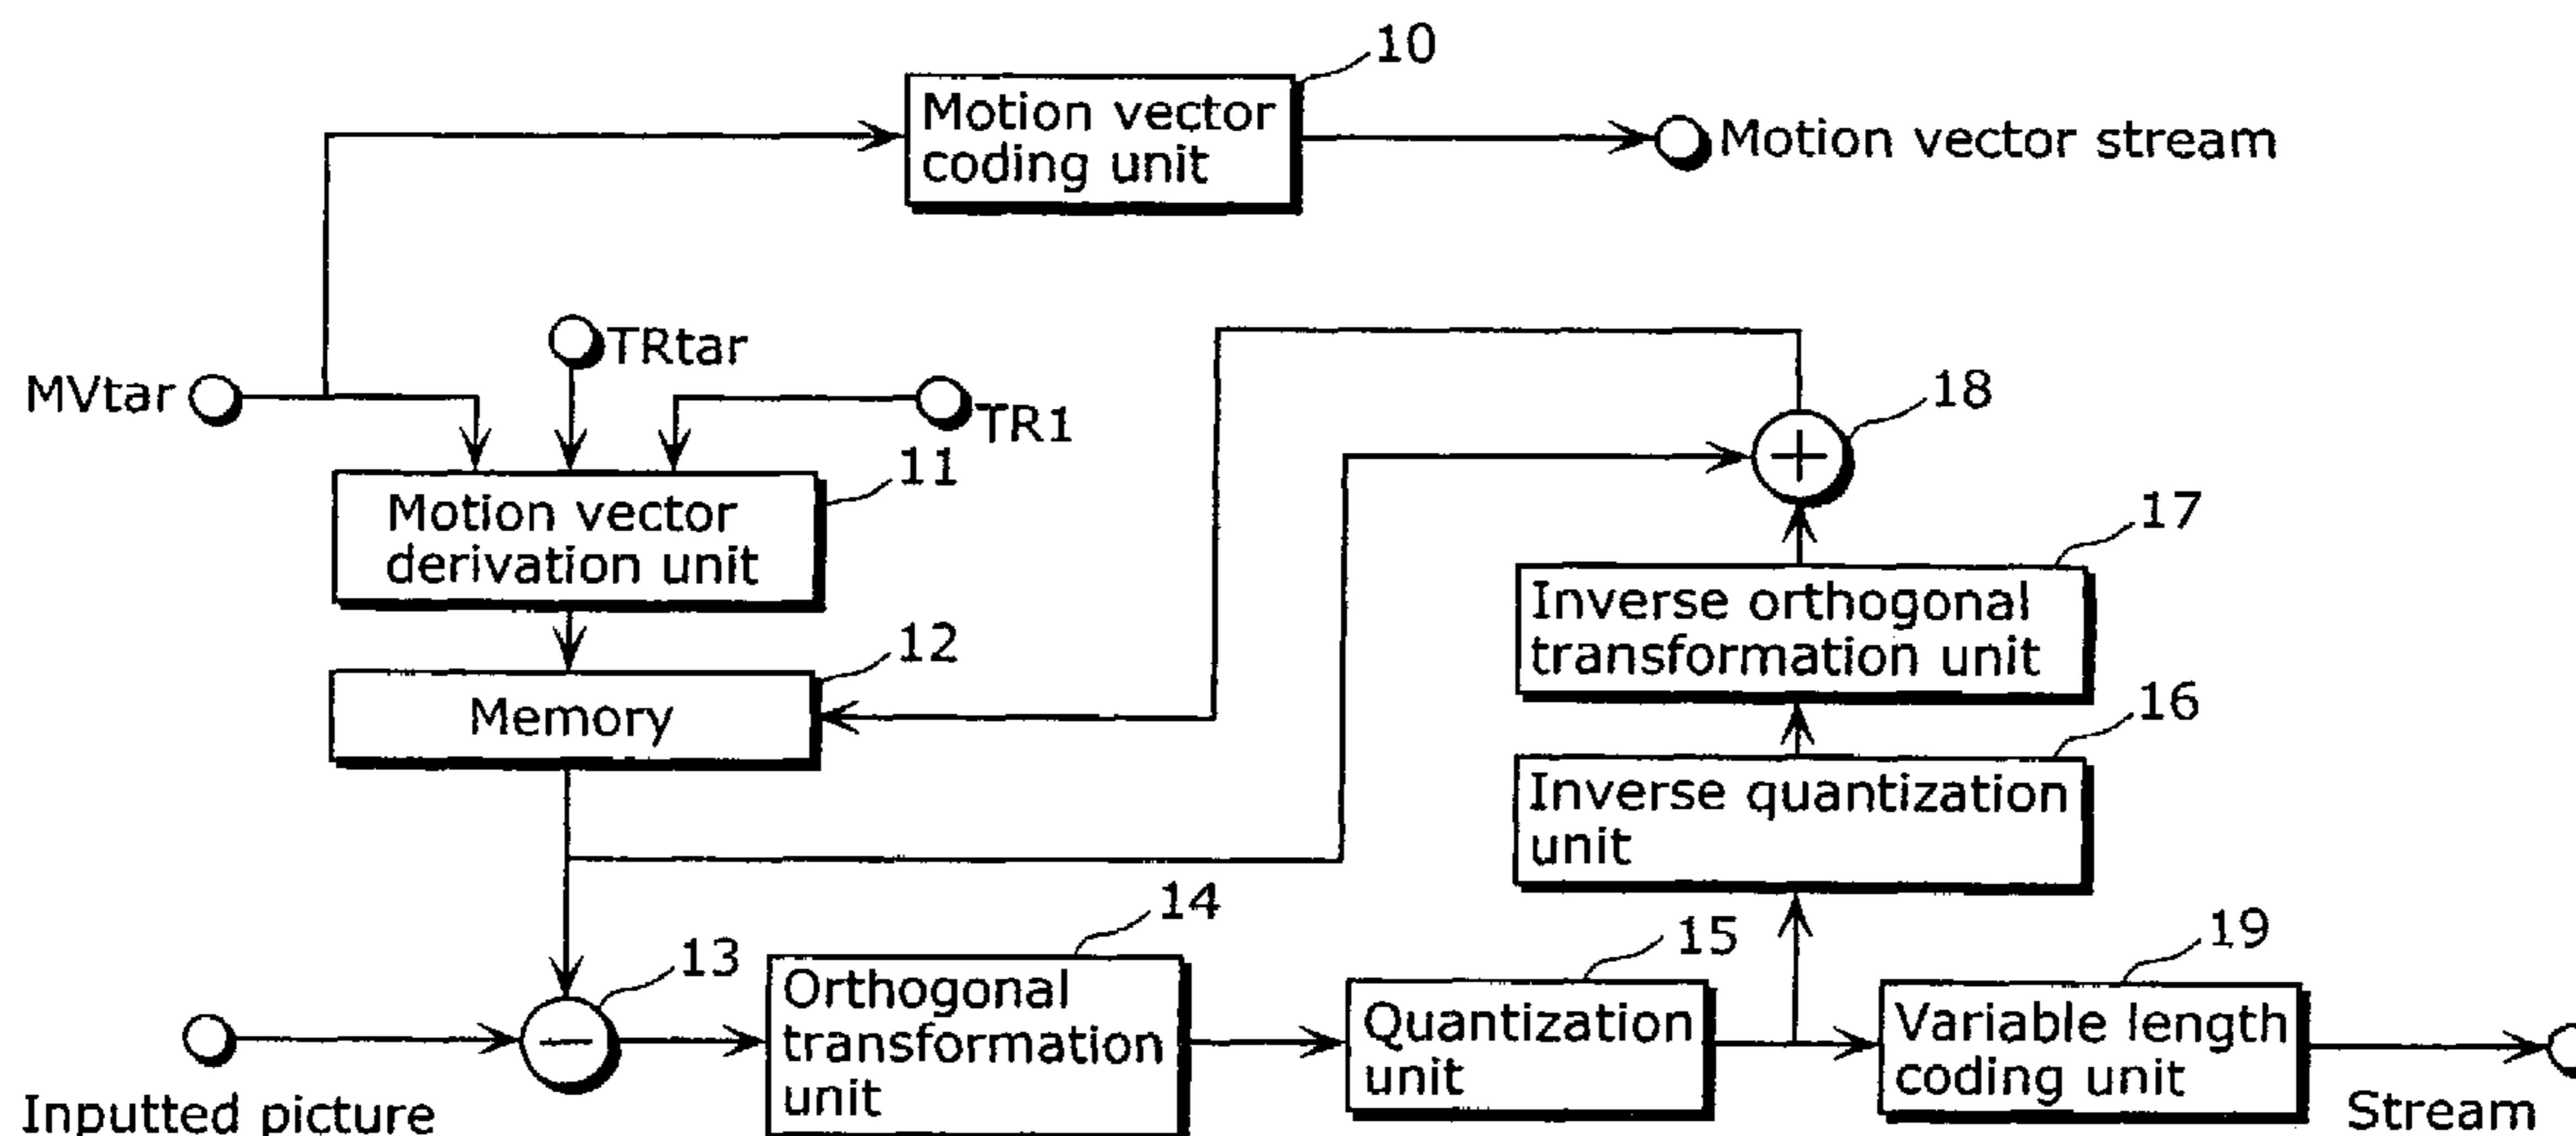 10
Motion vector
coding unit
Motion vector stream
TRtar
MVtar
TR1
18
11
Motion vector
derivation unit
17
Inverse orthogonal
transformation unit
12
Memory
16
Inverse quantization
unit
14
15
19
13
Orthogonal
transformation
unit
Quantization
unit
Variable length
coding unit
Inputted picture
Stream